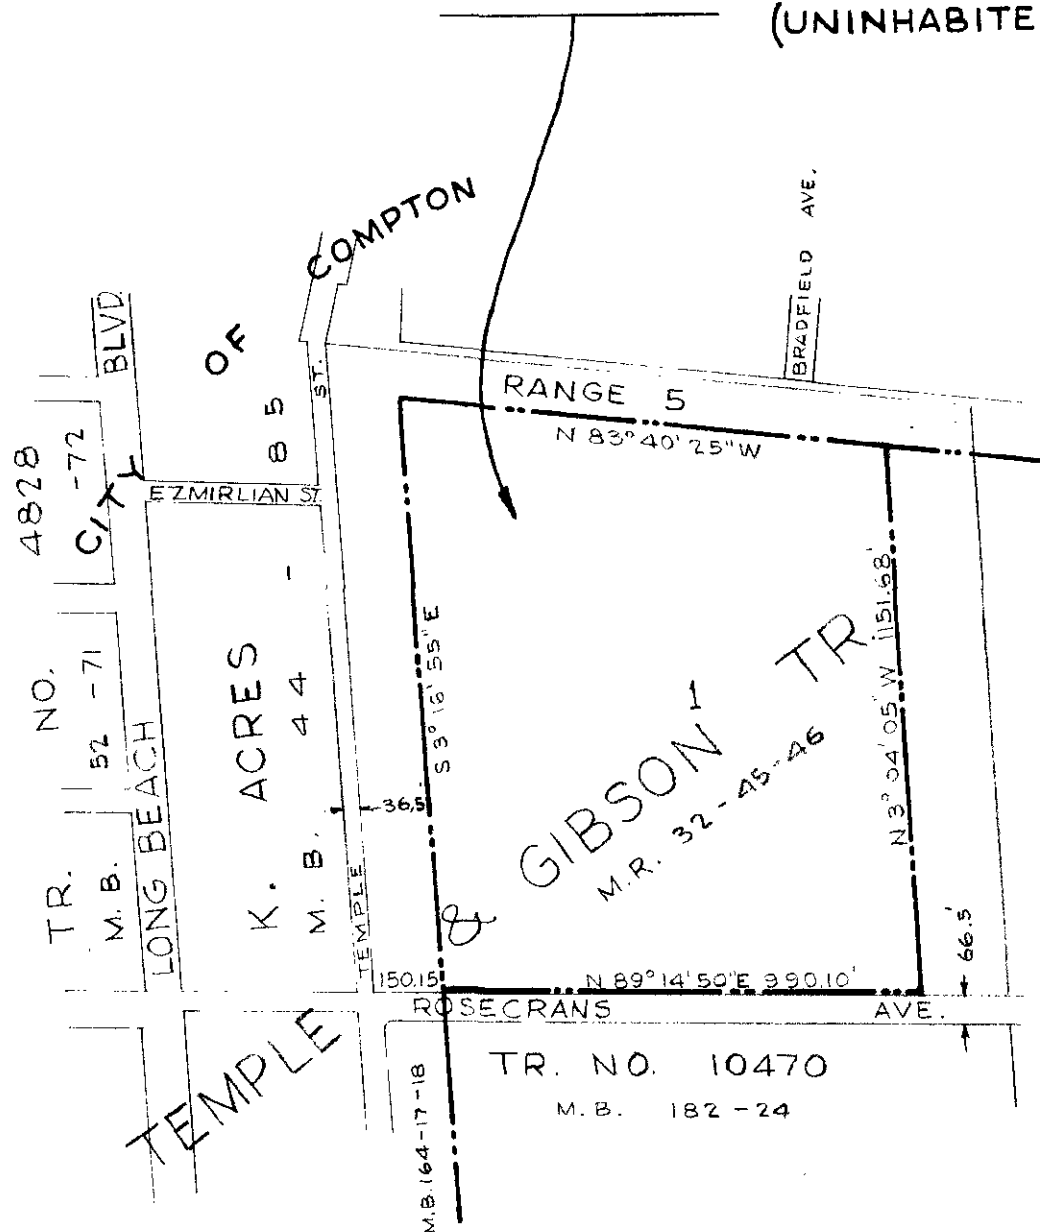 (UNINHABITE
COMPTON
BRADFIELD AVE.
BLVD.
OF
ST.
RANGE 5
N 83° 40' 25" W
85
4828
-72
CITY
EZMIRLIAN ST.
S 3° 16' 55" E
N 3° 04' 05" W 1151.68'
TR.
1
GIBSON
M.R. 32-45-46
NO.
52 -71
ACRES
44 -
36.5
LONG BEACH
TR.
M.B.
K.
M.B.
TEMPLE
&
66.5'
150.15
N 89° 14' 50" E 990.10'
ROSECRANS AVE.
TEMPLE
TR. NO. 10470
M.B. 182-24
M.B. 164-17-18